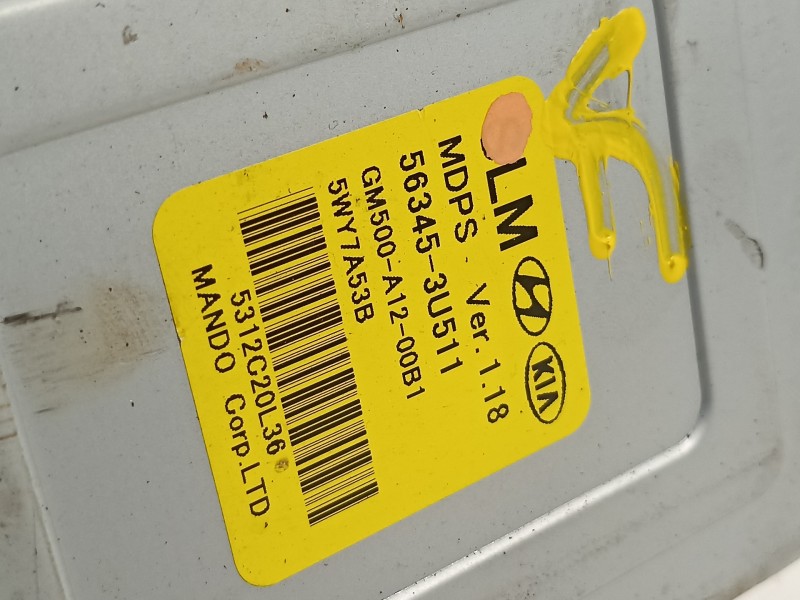 LM H KIA
MDPS Ver.1.18
56345-3U511
GM500-A12-00B1
5WY7A53B
5312C20L36
MANDO Corp.LTD